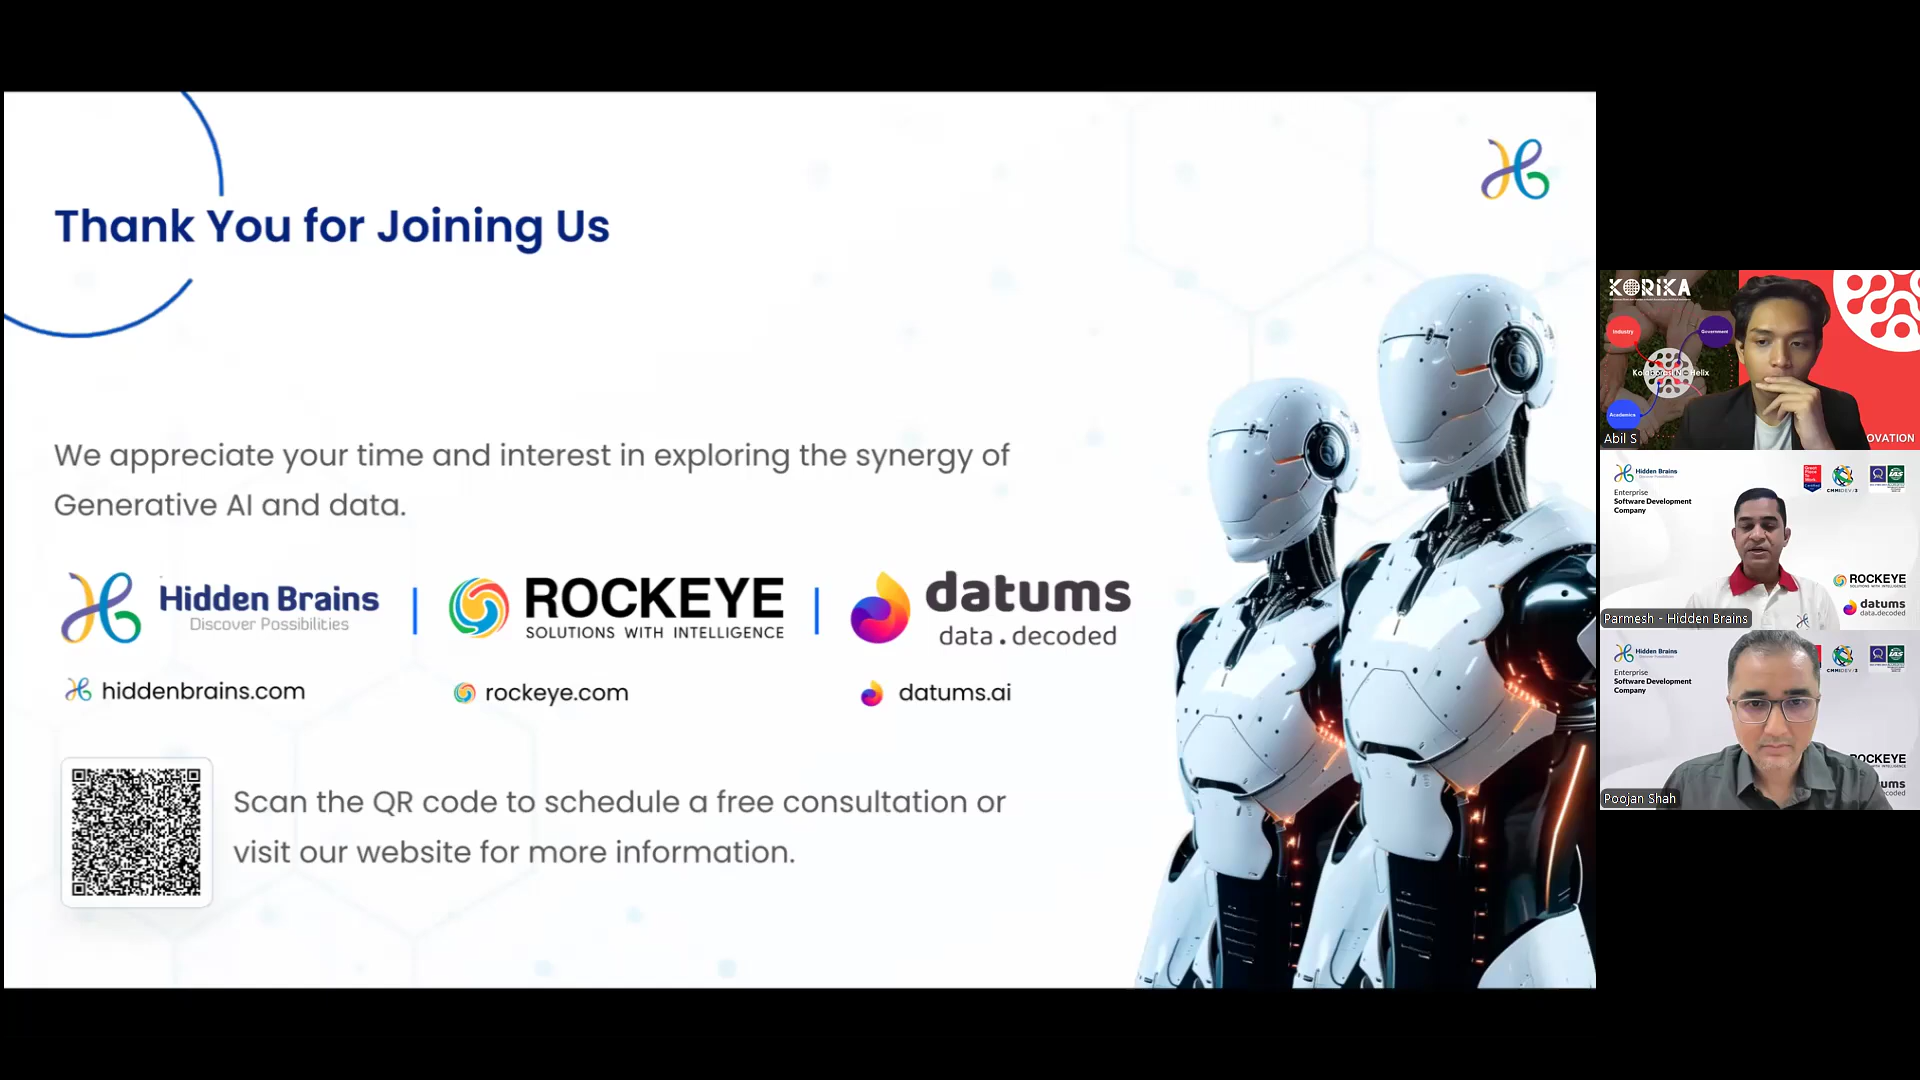 Thank You for Joining Us
We appreciate your time and interest in exploring the synergy of
Generative AI and data.
Hidden Brains
Discover Possibilities
ROCKEYE
SOLUTIONS WITH INTELLIGENCE
datums
data.decoded
hiddenbrains.com
rockeye.com
datums.ai
Scan the QR code to schedule a free consultation or
visit our website for more information.
KORIKA
Industry
Government
Academics
Abil S
OVATION
Hidden Brains
Enterprise
Software Development
Company
ROCKEYE
datums
data.decoded
Parmesh - Hidden Brains
Hidden Brains
Enterprise
Software Development
Company
Poojan Shah